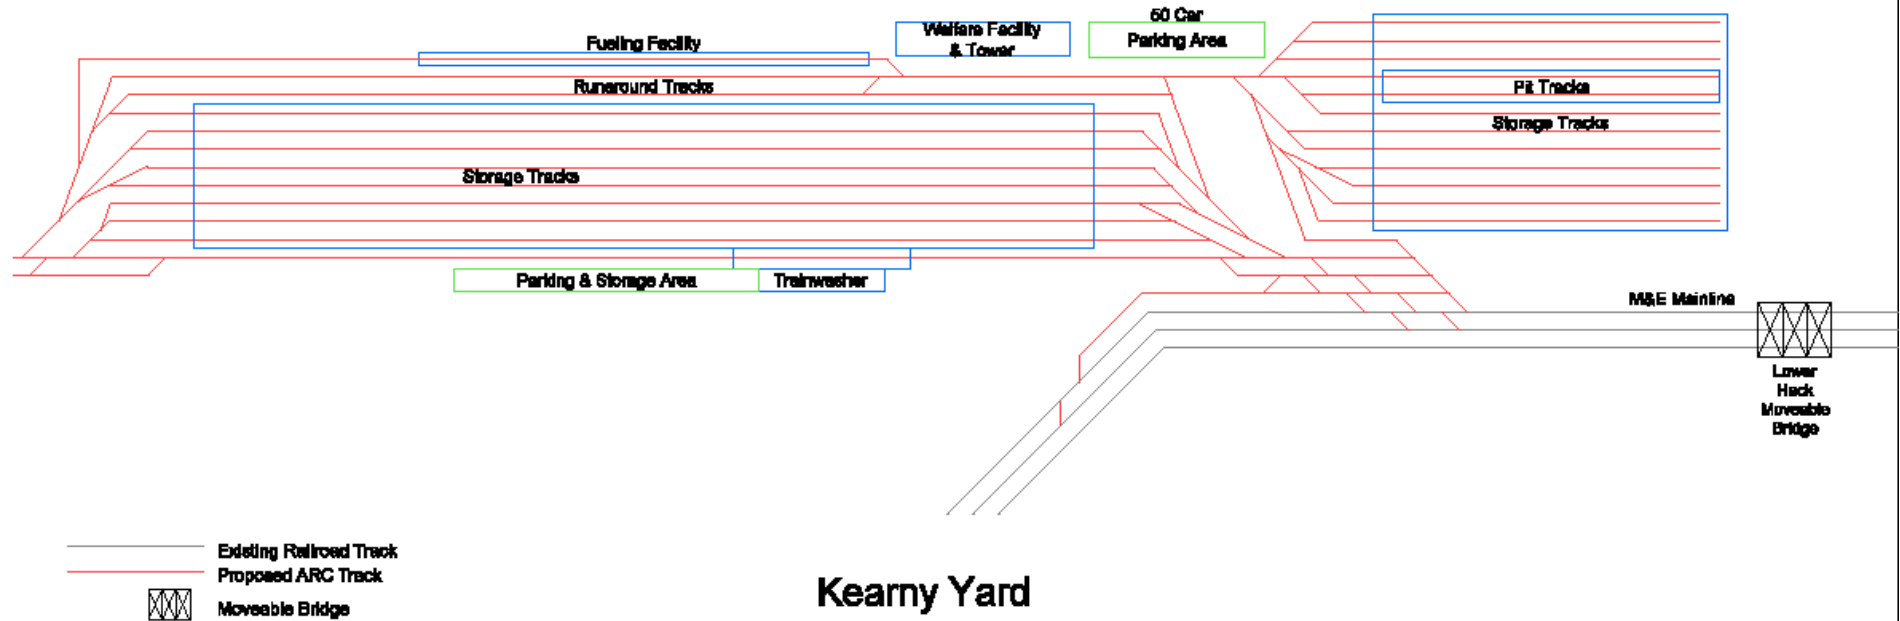 50 Car
Parking Area
Welfare Facility
& Tower
Fueling Facility
Runaround Tracks
Pit Tracks
Storage Tracks
Storage Tracks
Parking & Storage Area
Trainwasher
M&E Mainline
Lower
Hack
Moveable
Bridge
Existing Railroad Track
Proposed ARC Track
Moveable Bridge
Kearny Yard